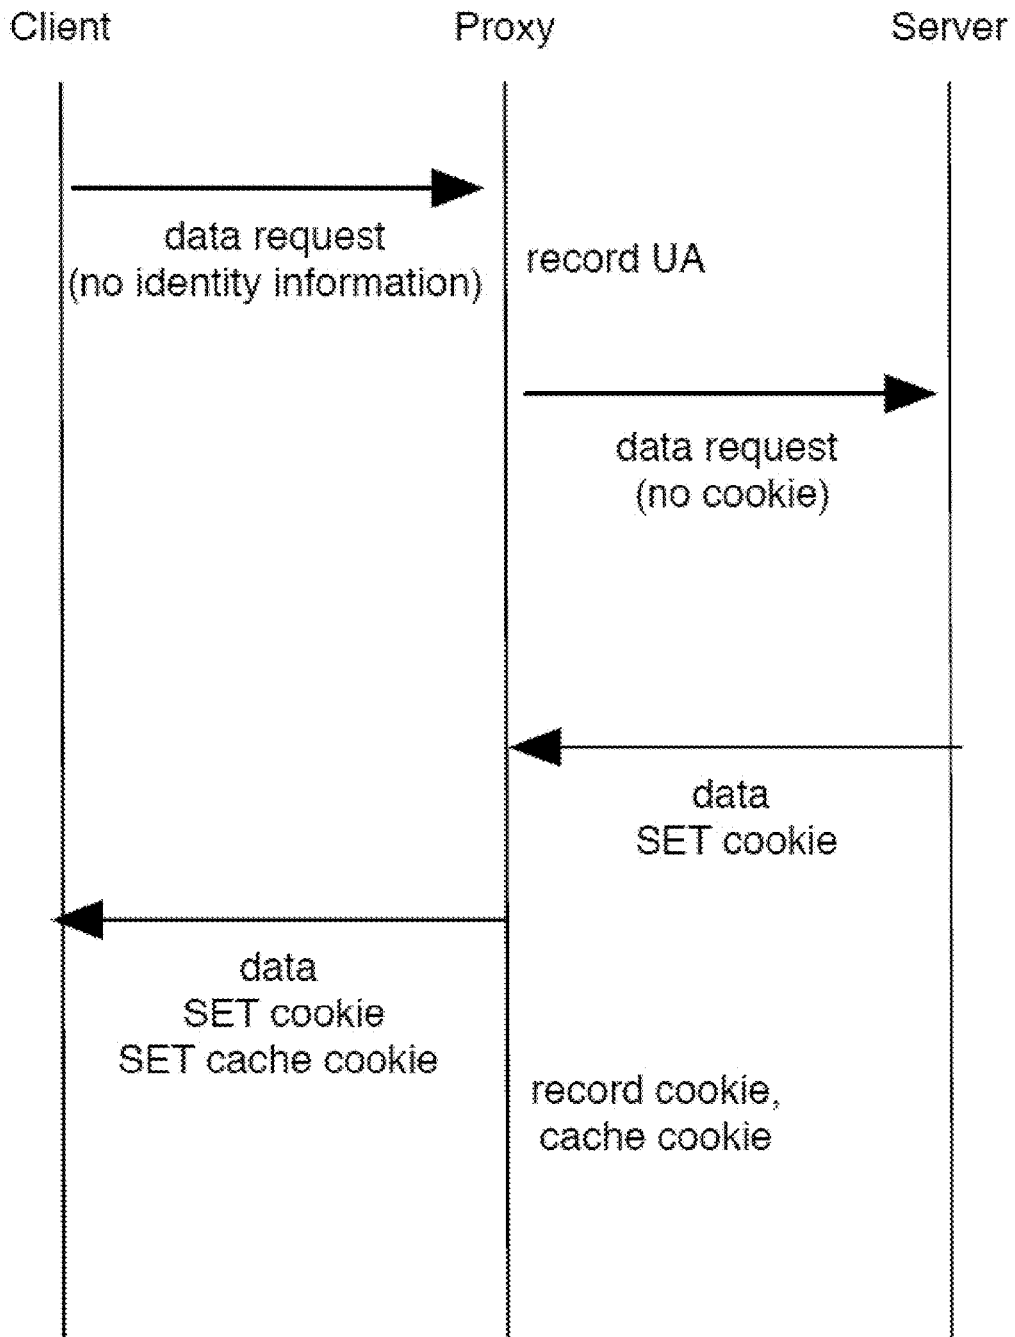 Client
Proxy
Server
data request
(no identity information)
record UA
data request
(no cookie)
data
SET cookie
data
SET cookie
SET cache cookie
record cookie,
cache cookie